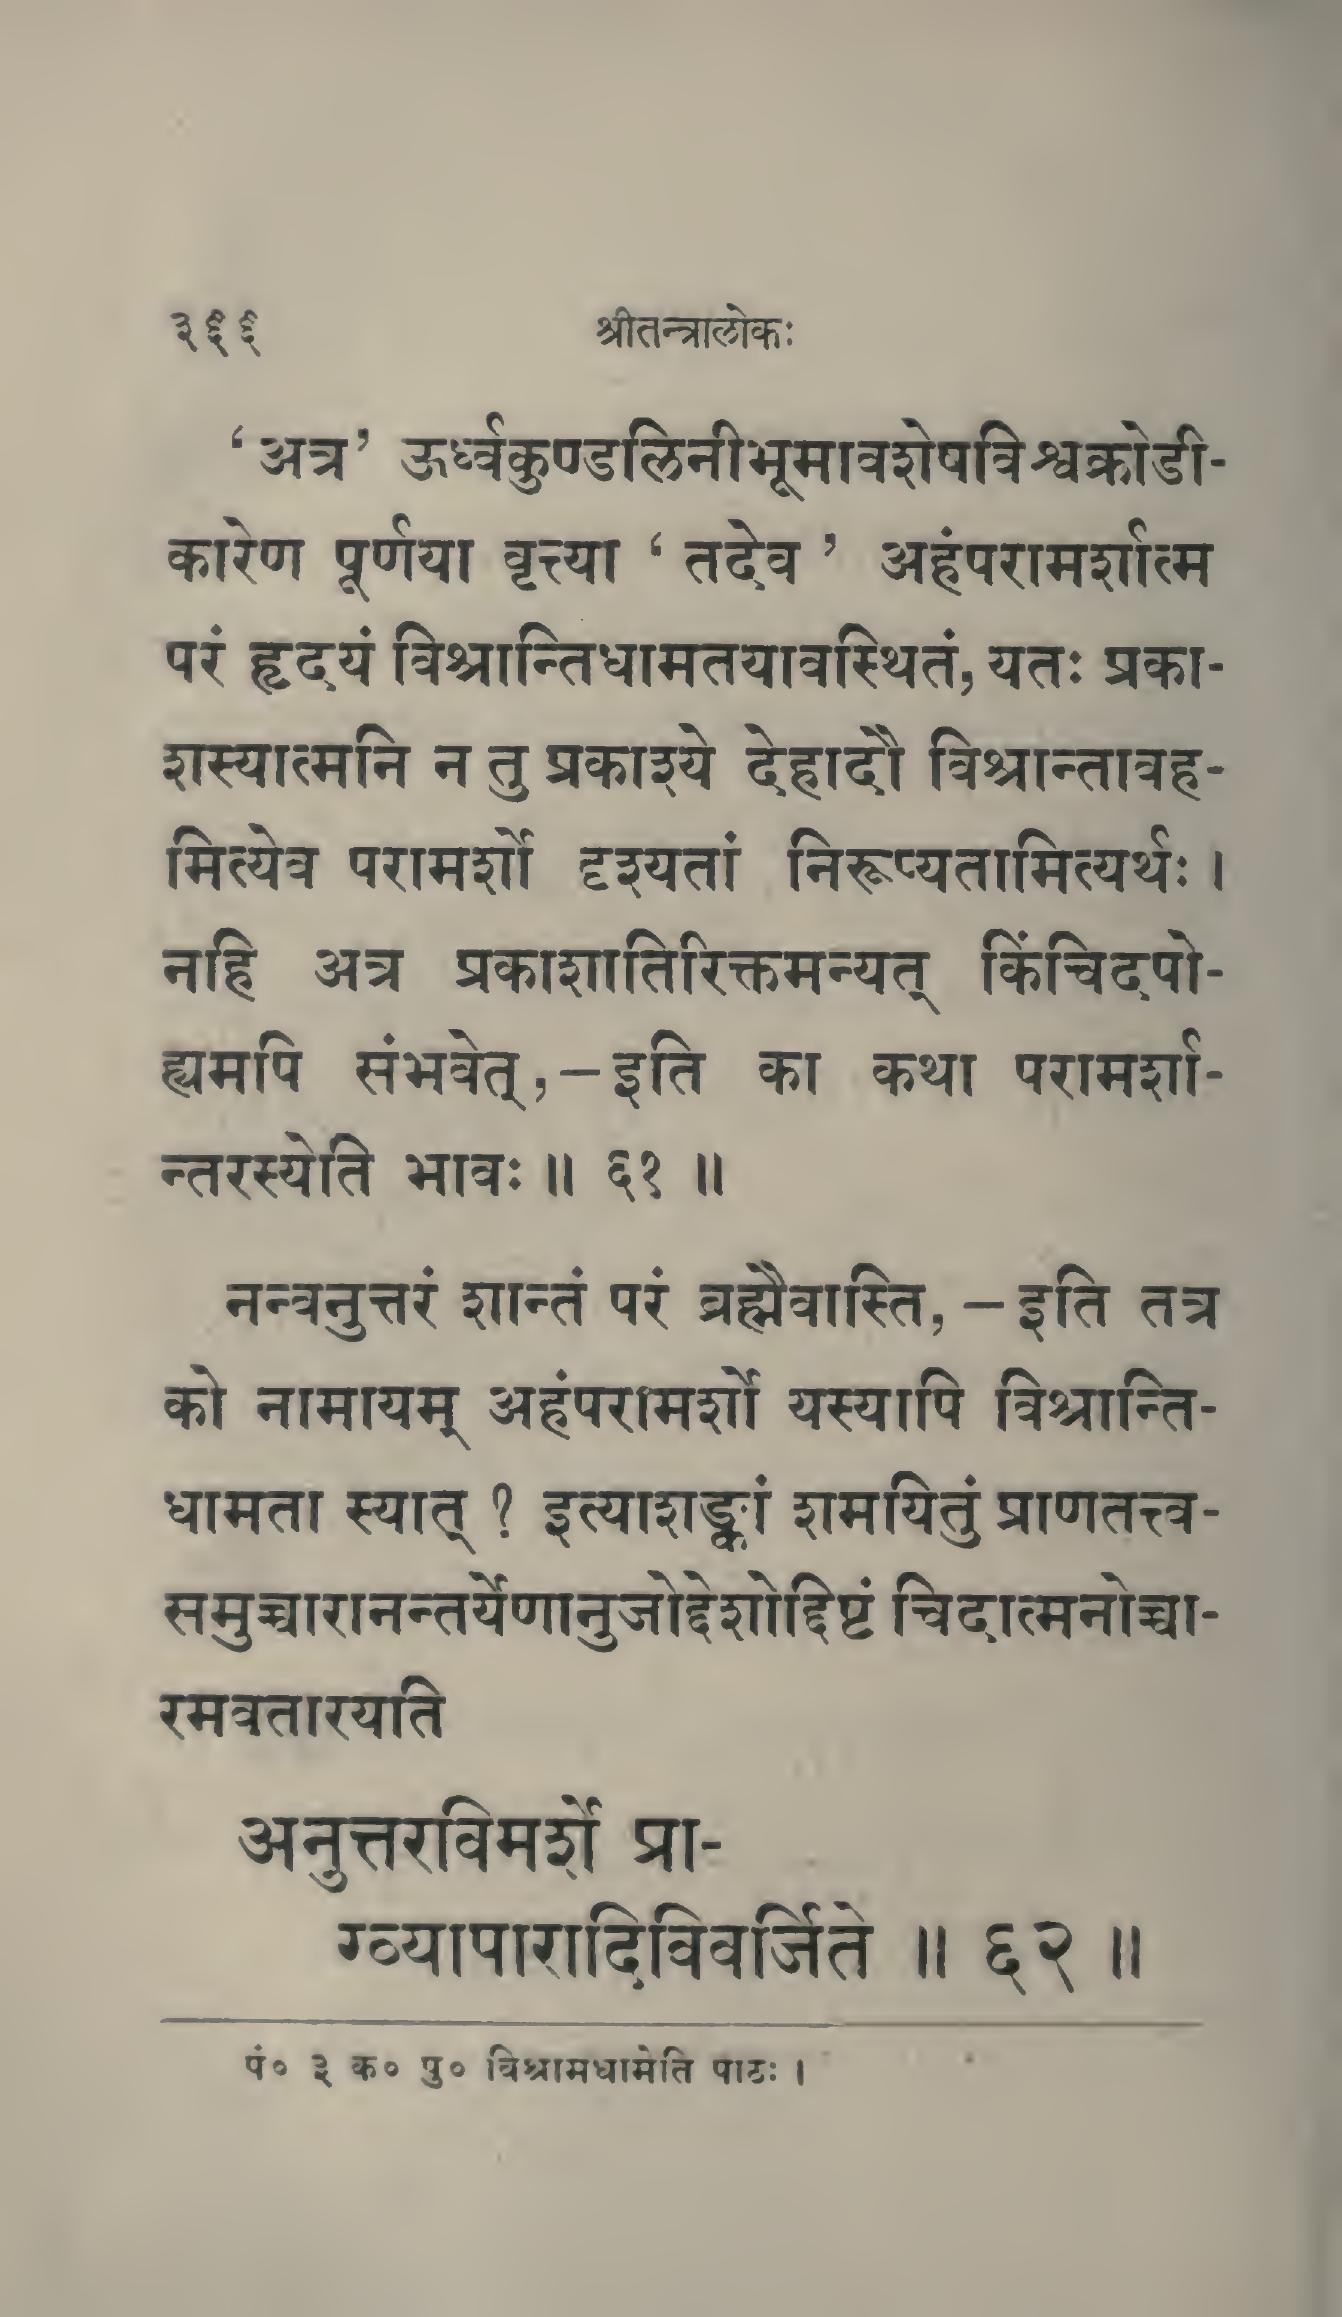 ३६६ श्रीतन्त्रालोकः
‘ अत्र’ ऊर्ध्वकुण्डलिनीभूमावशेषविश्वक्रोडी-
कारेण पूर्णया वृत्त्या ‘ तदेव ’ अहंपरामर्शात्म
परं हृदयं विश्रान्तिधामतयावस्थितं, यतः प्रका-
शस्यात्मनि न तु प्रकाश्ये देहादौ विश्रान्तावह-
मित्येव परामर्शो दृश्यतां निरूप्यतामित्यर्थः ।
नहि अत्र प्रकाशातिरिक्तमन्यत् किंचिदपो-
ह्यमपि संभवेत्,—इति का कथा परामर्शा-
न्तरस्येति भावः ॥ ६१ ॥
नन्वनुत्तरं शान्तं परं ब्रह्मैवास्ति, —इति तत्र
को नामायम् अहंपरामर्शो यस्यापि विश्रान्ति-
धामता स्यात् ? इत्याशङ्कां शमयितुं प्राणतत्त्व-
समुच्चारानन्तर्येणानुजोद्देशोद्दिष्टं चिदात्मनोच्चा-
रमवतारयति
अनुत्तरविमर्शे प्रा-
ग्व्यापारादिविवर्जिते ॥ ६२ ॥
पं० ३ क० पु० विश्रामधामेति पाठः ।